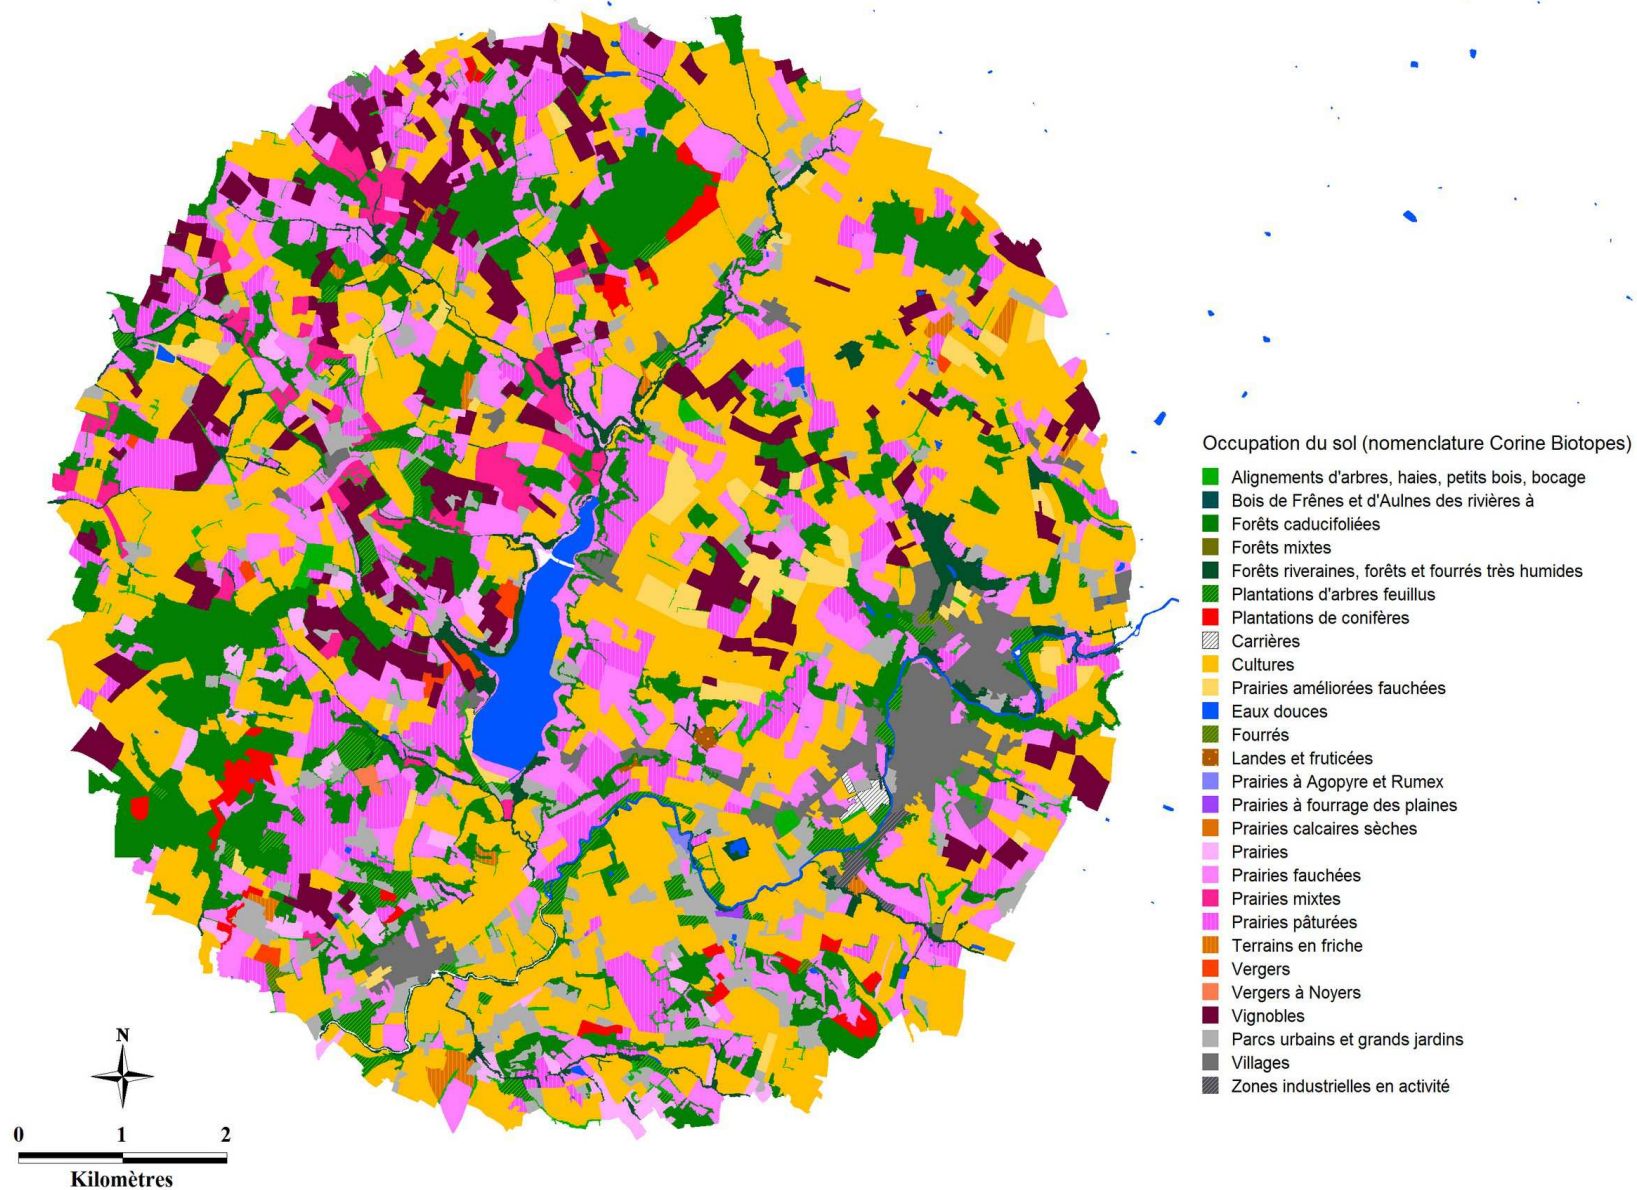 Occupation du sol (nomenclature Corine Biotopes)
Alignements d'arbres, haies, petits bois, bocage
Bois de Frênes et d'Aulnes des rivières à
Forêts caducifoliées
Forêts mixtes
Forêts riveraines, forêts et fourrés très humides
Plantations d'arbres feuillus
Plantations de conifères
Carrières
Cultures
Prairies améliorées fauchées
Eaux douces
Fourrés
Landes et fruticées
Prairies à Agopyre et Rumex
Prairies à fourrage des plaines
Prairies calcaires sèches
Prairies
Prairies fauchées
Prairies mixtes
Prairies pâturées
Terrains en friche
Vergers
Vergers à Noyers
Vignobles
Parcs urbains et grands jardins
Villages
Zones industrielles en activité
N
0 1 2
Kilomètres